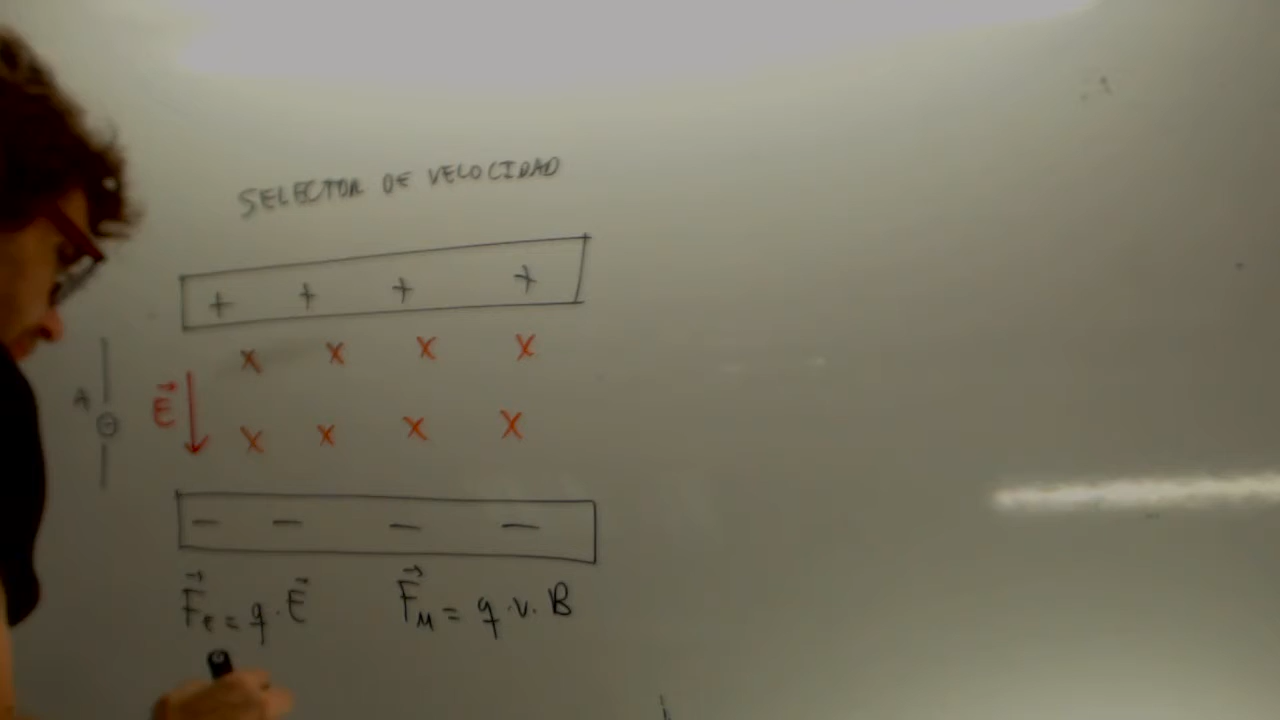 SELECTOR DE VELOCIDAD
+ + + +
x x x x
E⃗
x x x x
− − − −
F⃗e = q · E⃗ F⃗M = q · v · B